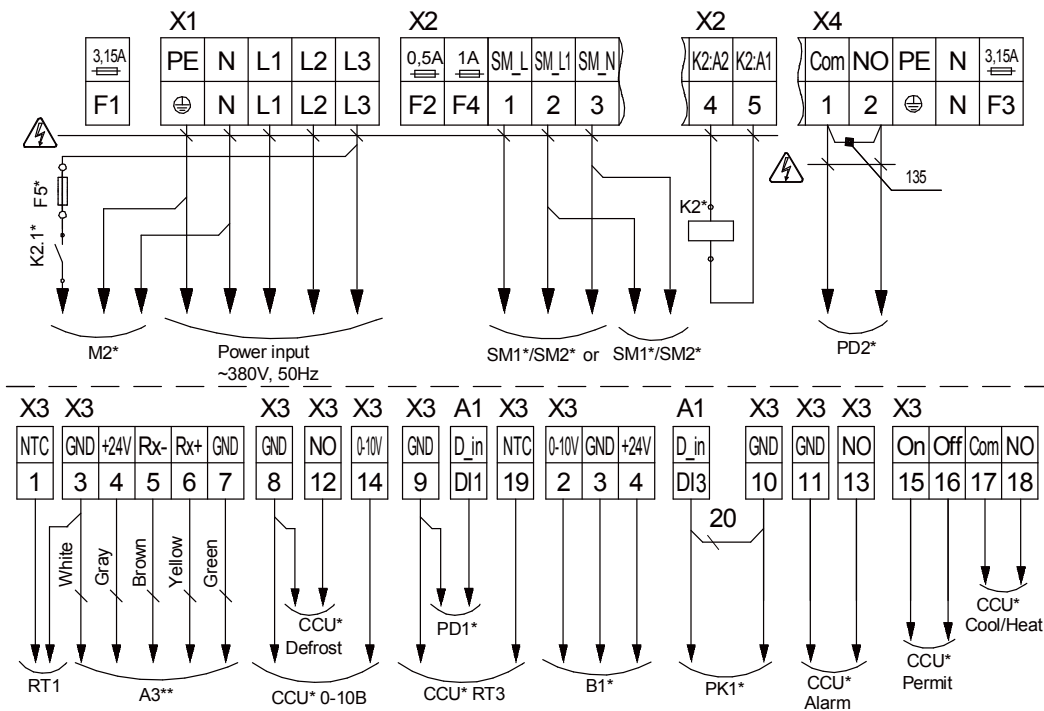 X1 X2 X2 X4
3,15A PE N L1 L2 L3 0,5A 1A SM_L SM_L1 SM_N K2:A2 K2:A1 Com NO PE N 3,15A
F1 N L1 L2 L3 F2 F4 1 2 3 4 5 1 2 N F3
135
F5*
K2*
K2.1*
M2*
Power input
~380V, 50Hz
SM1*/SM2* or SM1*/SM2*
PD2*
X3 X3 X3 X3 X3 X3 A1 X3 X3 A1 X3 X3 X3 X3
NTC GND +24V Rx- Rx+ GND GND NO 0-10V GND D_in NTC 0-10V GND +24V D_in GND GND NO On Off Com NO
1 3 4 5 6 7 8 12 14 9 DI1 19 2 3 4 DI3 10 11 13 15 16 17 18
20
White
Gray
Brown
Yellow
Green
CCU*
Defrost
PD1*
CCU*
Cool/Heat
RT1
A3**
CCU* 0-10B
CCU* RT3
B1*
PK1*
CCU*
Alarm
CCU*
Permit